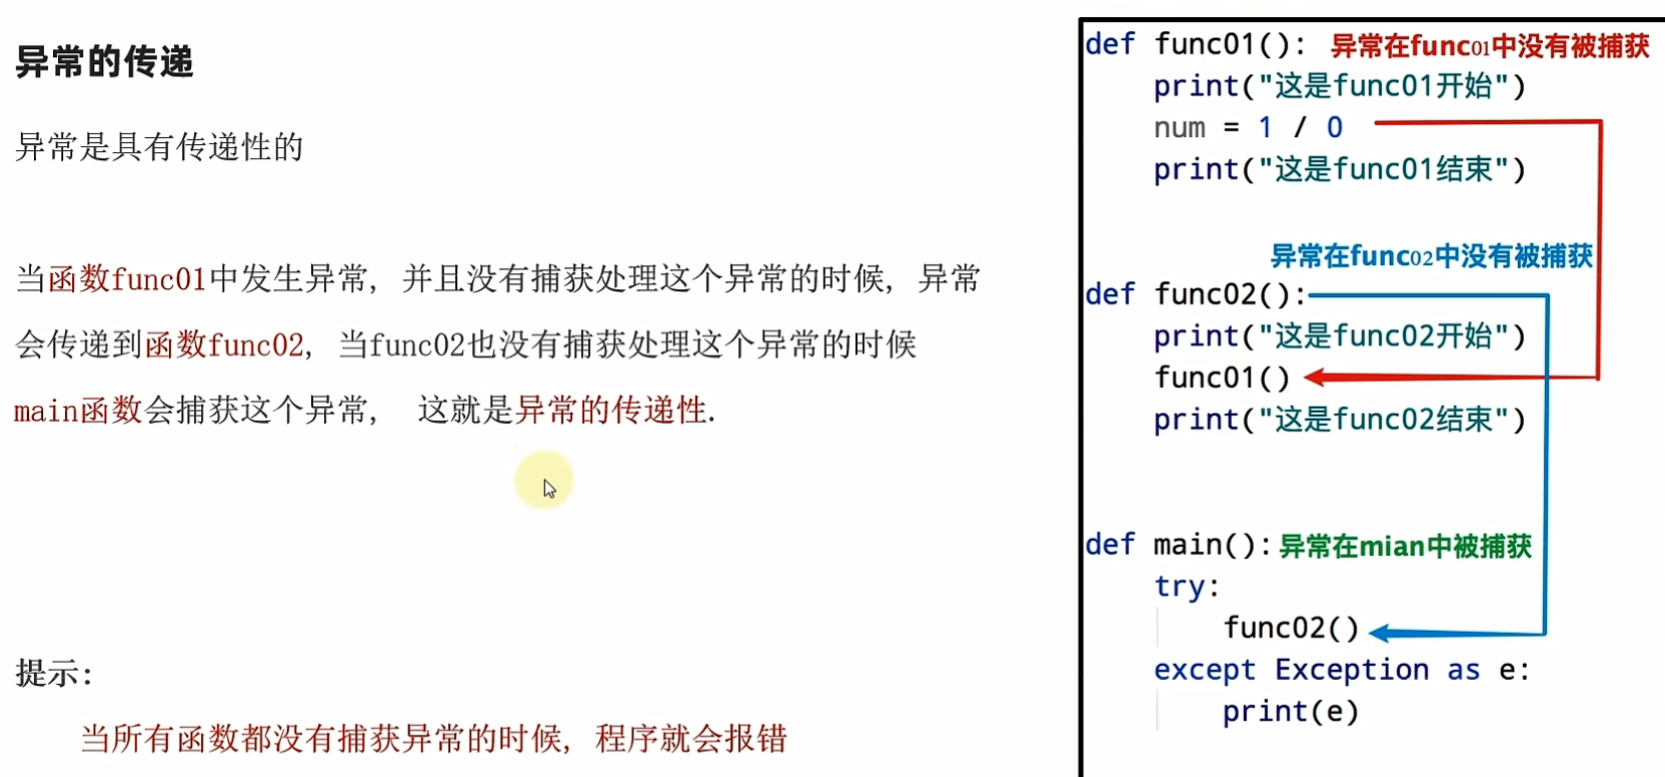 异常的传递
异常是具有传递性的
当函数func01中发生异常, 并且没有捕获处理这个异常的时候, 异常
会传递到函数func02, 当func02也没有捕获处理这个异常的时候
main函数会捕获这个异常, 这就是异常的传递性.
提示:
当所有函数都没有捕获异常的时候, 程序就会报错
def func01(): 异常在func01中没有被捕获
print("这是func01开始")
num = 1 / 0
print("这是func01结束")
异常在func02中没有被捕获
def func02():
print("这是func02开始")
func01()
print("这是func02结束")
def main(): 异常在mian中被捕获
try:
func02()
except Exception as e:
print(e)